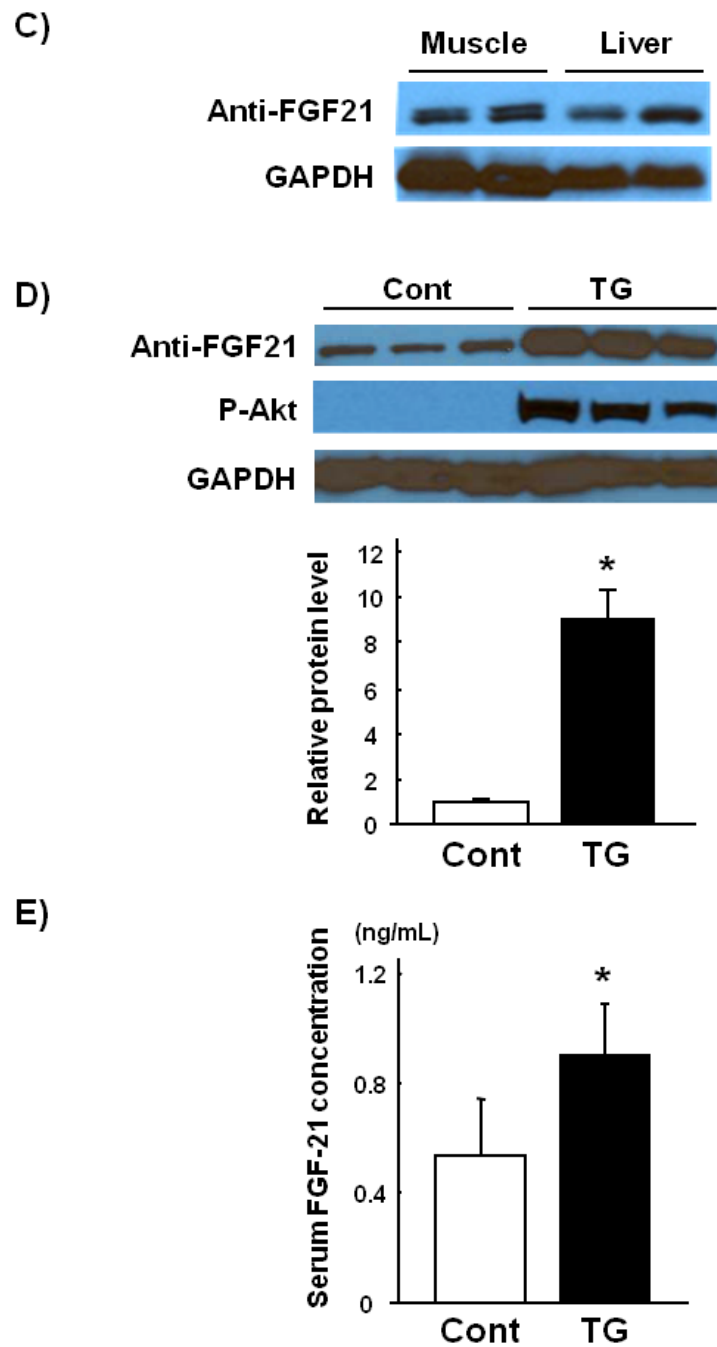 C)
Muscle Liver
Anti-FGF21
GAPDH
D)
Cont TG
Anti-FGF21
P-Akt
GAPDH
Relative protein level
12
10
8
6
4
2
0
*
Cont TG
E)
(ng/mL)
Serum FGF-21 concentration
1.2
0.8
0.4
0
*
Cont TG